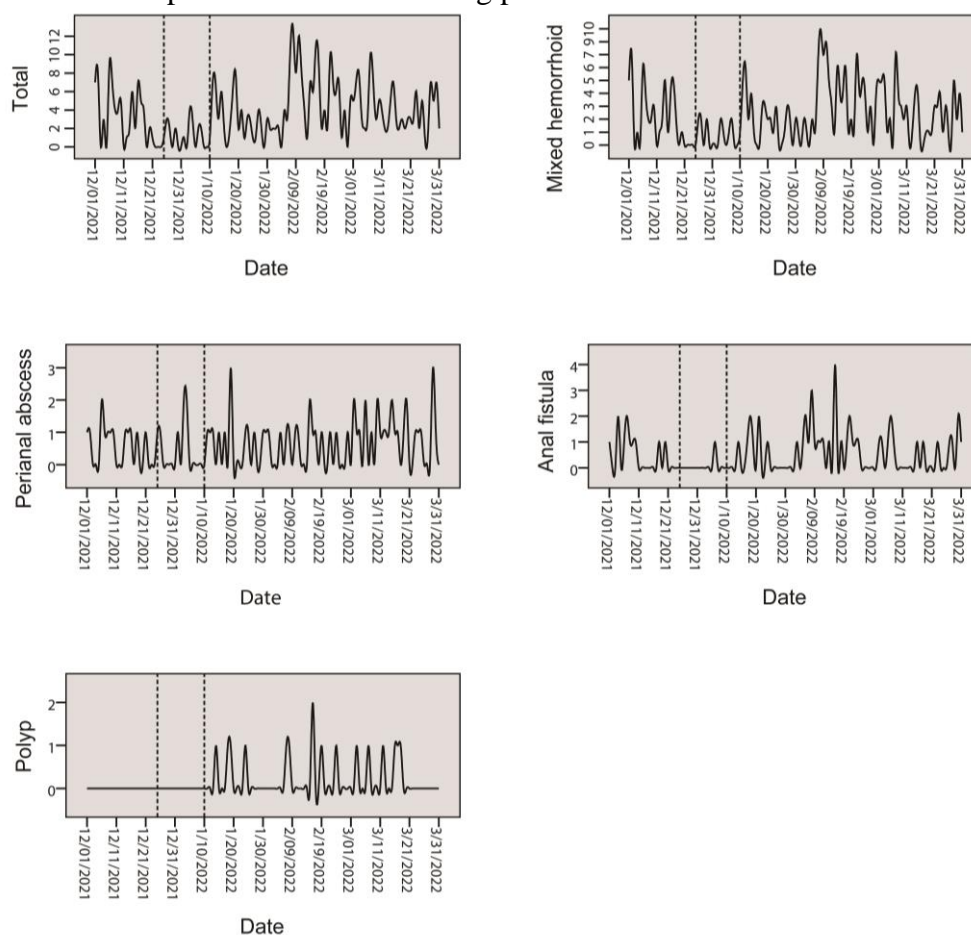 Total
0 2 4 6 8 10 12
12/01/2021 12/11/2021 12/21/2021 12/31/2021 1/10/2022 1/20/2022 1/30/2022 2/09/2022 2/19/2022 3/01/2022 3/11/2022 3/21/2022 3/31/2022
Date
Mixed hemorrhoid
0 1 2 3 4 5 6 7 8 9 10
12/01/2021 12/11/2021 12/21/2021 12/31/2021 1/10/2022 1/20/2022 1/30/2022 2/09/2022 2/19/2022 3/01/2022 3/11/2022 3/21/2022 3/31/2022
Date
Perianal abscess
0 1 2 3
12/01/2021 12/11/2021 12/21/2021 12/31/2021 1/10/2022 1/20/2022 1/30/2022 2/09/2022 2/19/2022 3/01/2022 3/11/2022 3/21/2022 3/31/2022
Date
Anal fistula
0 1 2 3 4
12/01/2021 12/11/2021 12/21/2021 12/31/2021 1/10/2022 1/20/2022 1/30/2022 2/09/2022 2/19/2022 3/01/2022 3/11/2022 3/21/2022 3/31/2022
Date
Polyp
0 1 2
12/01/2021 12/11/2021 12/21/2021 12/31/2021 1/10/2022 1/20/2022 1/30/2022 2/09/2022 2/19/2022 3/01/2022 3/11/2022 3/21/2022 3/31/2022
Date